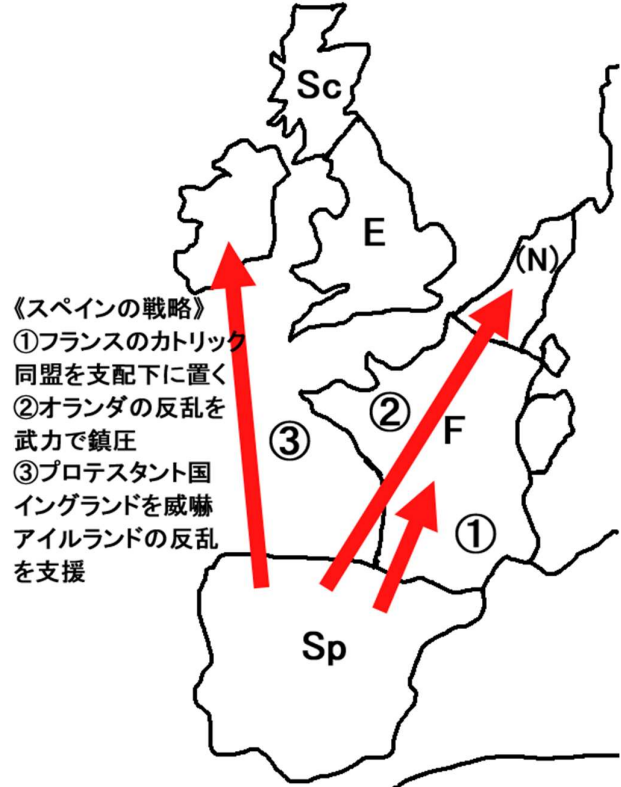 Sc
E
(N)
《スペインの戦略》
①フランスのカトリック
同盟を支配下に置く
②オランダの反乱を
武力で鎮圧
③プロテスタント国
イングランドを威嚇
アイルランドの反乱
を支援
②
F
③
①
Sp